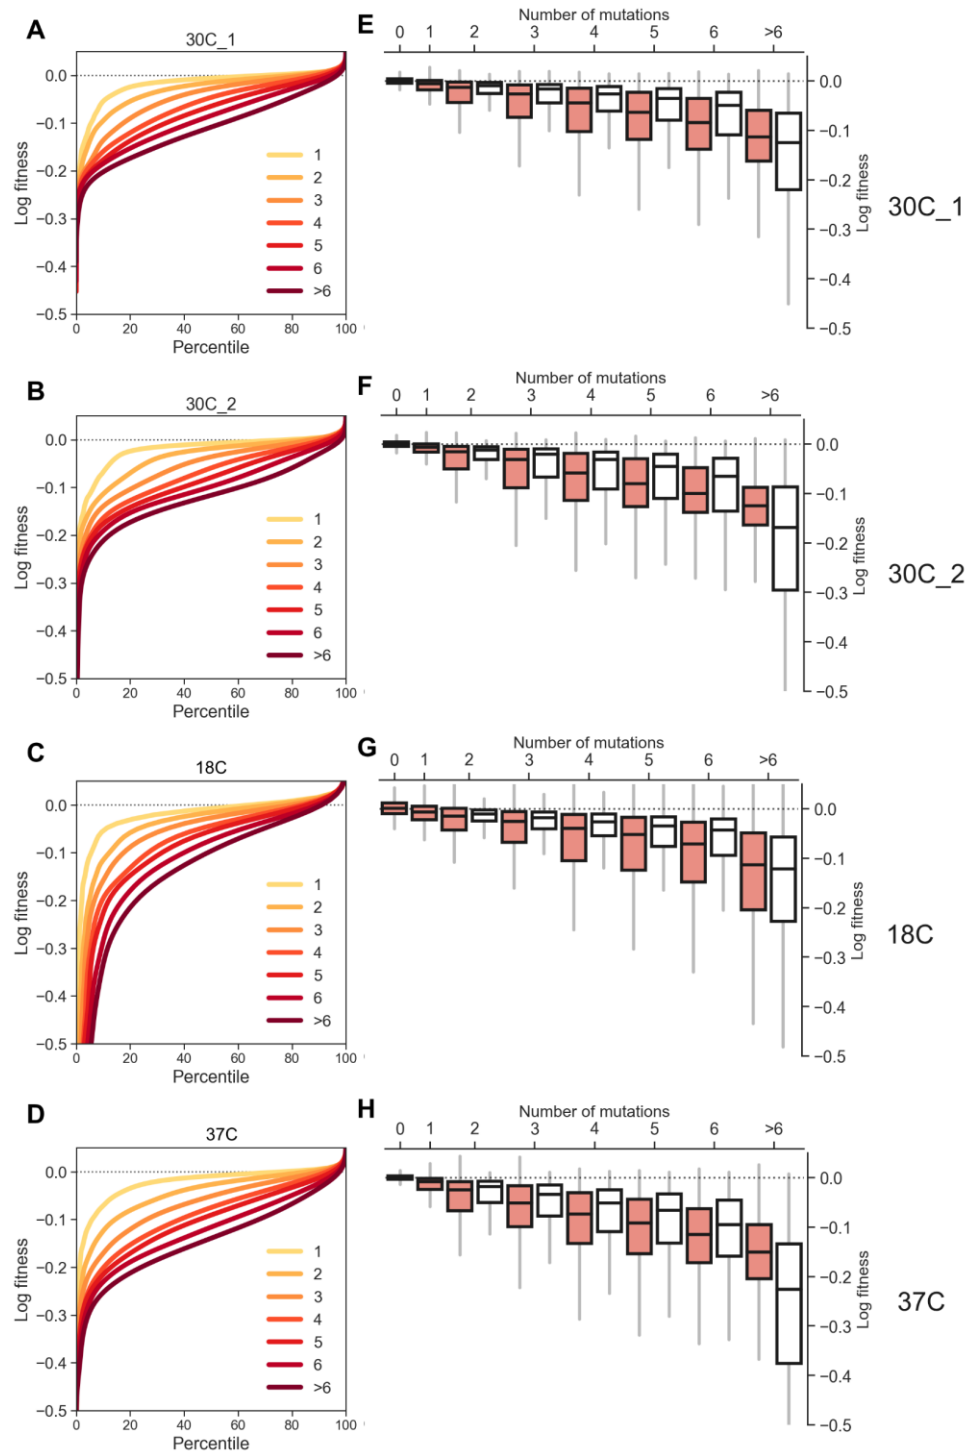 A
30C_1
0.0
−0.1
−0.2
−0.3
−0.4
−0.5
Log fitness
1
2
3
4
5
6
>6
0 20 40 60 80 100
Percentile
E
Number of mutations
0 1 2 3 4 5 6 >6
0.0
−0.1
−0.2
−0.3
−0.4
−0.5
Log fitness
30C_1
B
30C_2
0.0
−0.1
−0.2
−0.3
−0.4
−0.5
Log fitness
1
2
3
4
5
6
>6
0 20 40 60 80 100
Percentile
F
Number of mutations
0 1 2 3 4 5 6 >6
0.0
−0.1
−0.2
−0.3
−0.4
−0.5
Log fitness
30C_2
C
18C
0.0
−0.1
−0.2
−0.3
−0.4
−0.5
Log fitness
1
2
3
4
5
6
>6
0 20 40 60 80 100
Percentile
G
Number of mutations
0 1 2 3 4 5 6 >6
0.0
−0.1
−0.2
−0.3
−0.4
−0.5
Log fitness
18C
D
37C
0.0
−0.1
−0.2
−0.3
−0.4
−0.5
Log fitness
1
2
3
4
5
6
>6
0 20 40 60 80 100
Percentile
H
Number of mutations
0 1 2 3 4 5 6 >6
0.0
−0.1
−0.2
−0.3
−0.4
−0.5
Log fitness
37C